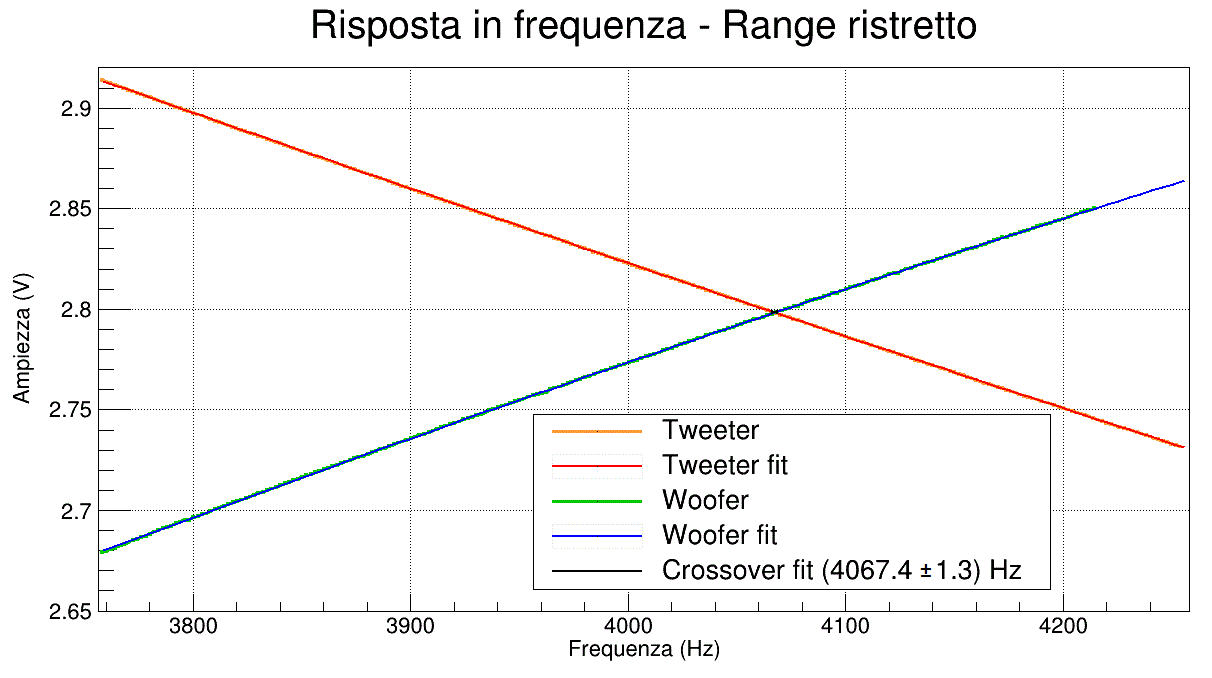 Risposta in frequenza - Range ristretto
2.9
2.85
2.8
2.75
2.7
2.65
Ampiezza (V)
Tweeter
Tweeter fit
Woofer
Woofer fit
Crossover fit (4067.4 ±1.3) Hz
3800 3900 4000 4100 4200
Frequenza (Hz)